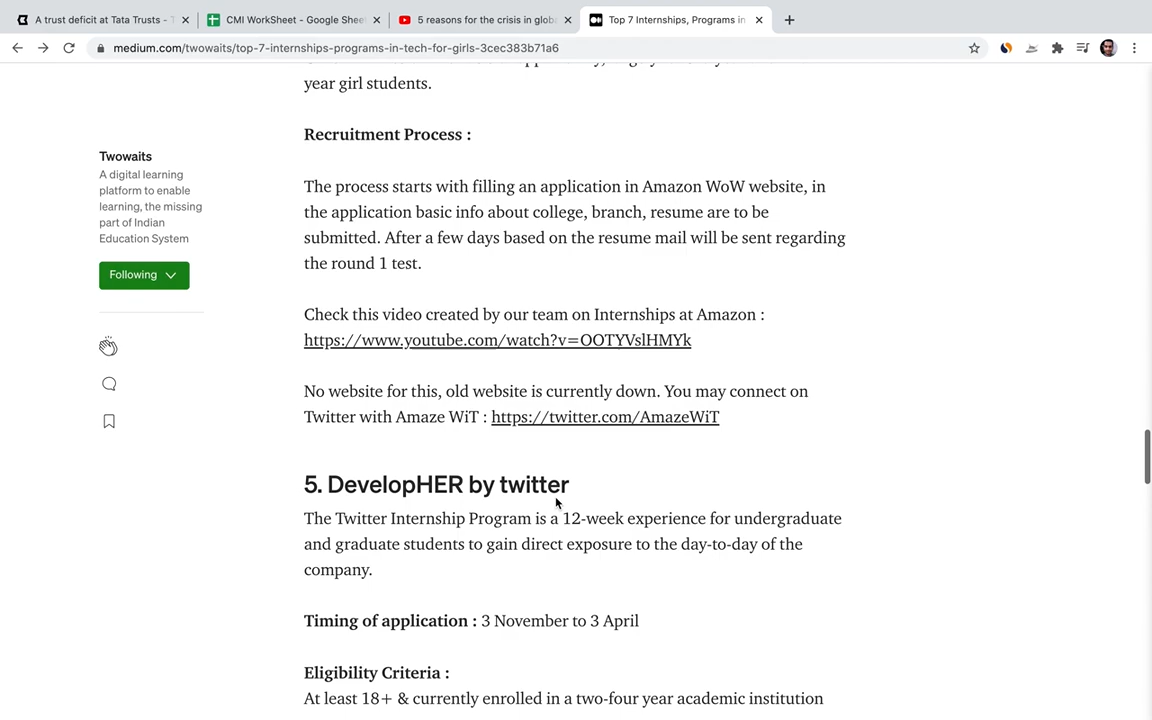 A trust deficit at Tata Trusts -
CMI WorkSheet - Google Shee
5 reasons for the crisis in globa
Top 7 Internships, Programs in
medium.com/twowaits/top-7-internships-programs-in-tech-for-girls-3cec383b71a6
year girl students.
Recruitment Process :
Twowaits
A digital learning
platform to enable
learning, the missing
part of Indian
Education System
Following
The process starts with filling an application in Amazon WoW website, in
the application basic info about college, branch, resume are to be
submitted. After a few days based on the resume mail will be sent regarding
the round 1 test.
Check this video created by our team on Internships at Amazon :
https://www.youtube.com/watch?v=OOTYVslHMYk
No website for this, old website is currently down. You may connect on
Twitter with Amaze WiT : https://twitter.com/AmazeWiT
5. DevelopHER by twitter
The Twitter Internship Program is a 12-week experience for undergraduate
and graduate students to gain direct exposure to the day-to-day of the
company.
Timing of application : 3 November to 3 April
Eligibility Criteria :
At least 18+ & currently enrolled in a two-four year academic institution